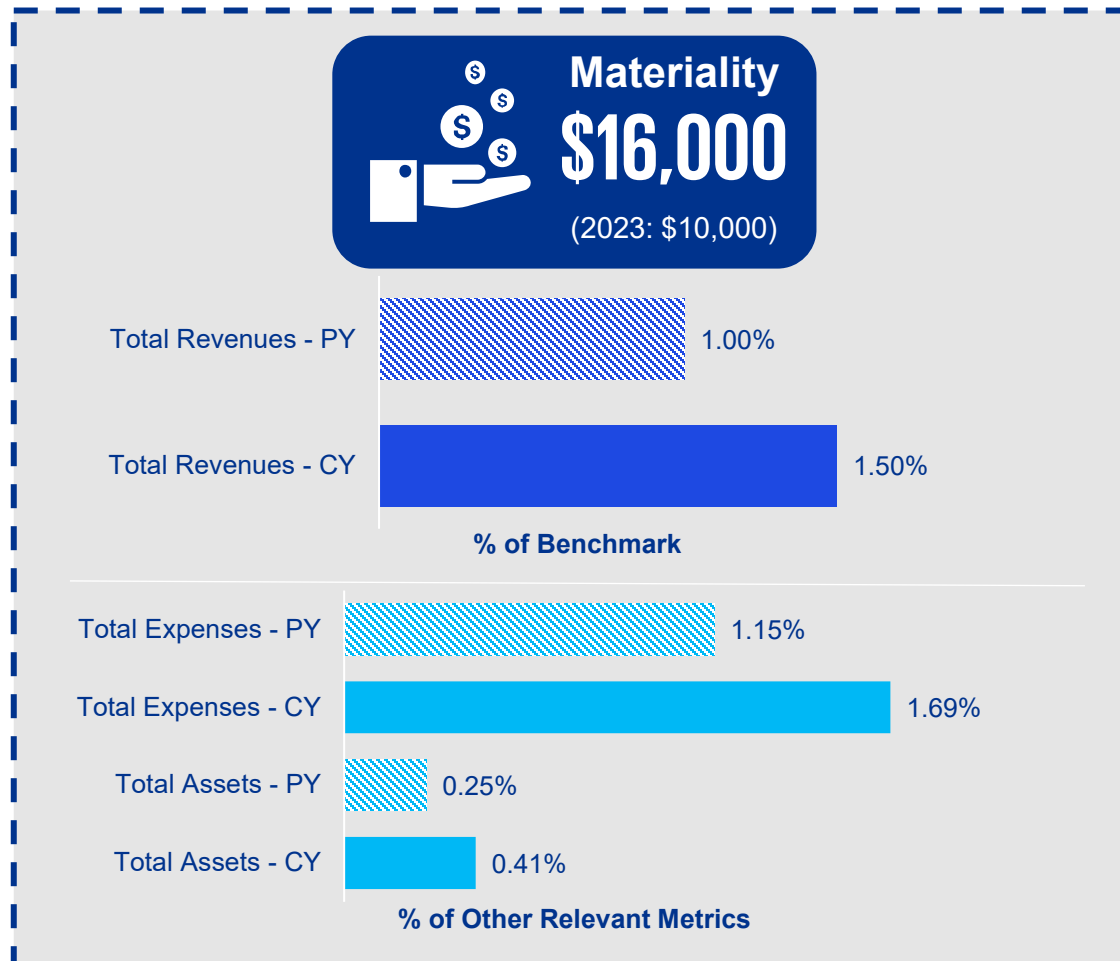 $
$
$
$
Materiality
$16,000
(2023: $10,000)
Total Revenues - PY
1.00%
Total Revenues - CY
1.50%
% of Benchmark
Total Expenses - PY
1.15%
Total Expenses - CY
1.69%
Total Assets - PY
0.25%
Total Assets - CY
0.41%
% of Other Relevant Metrics